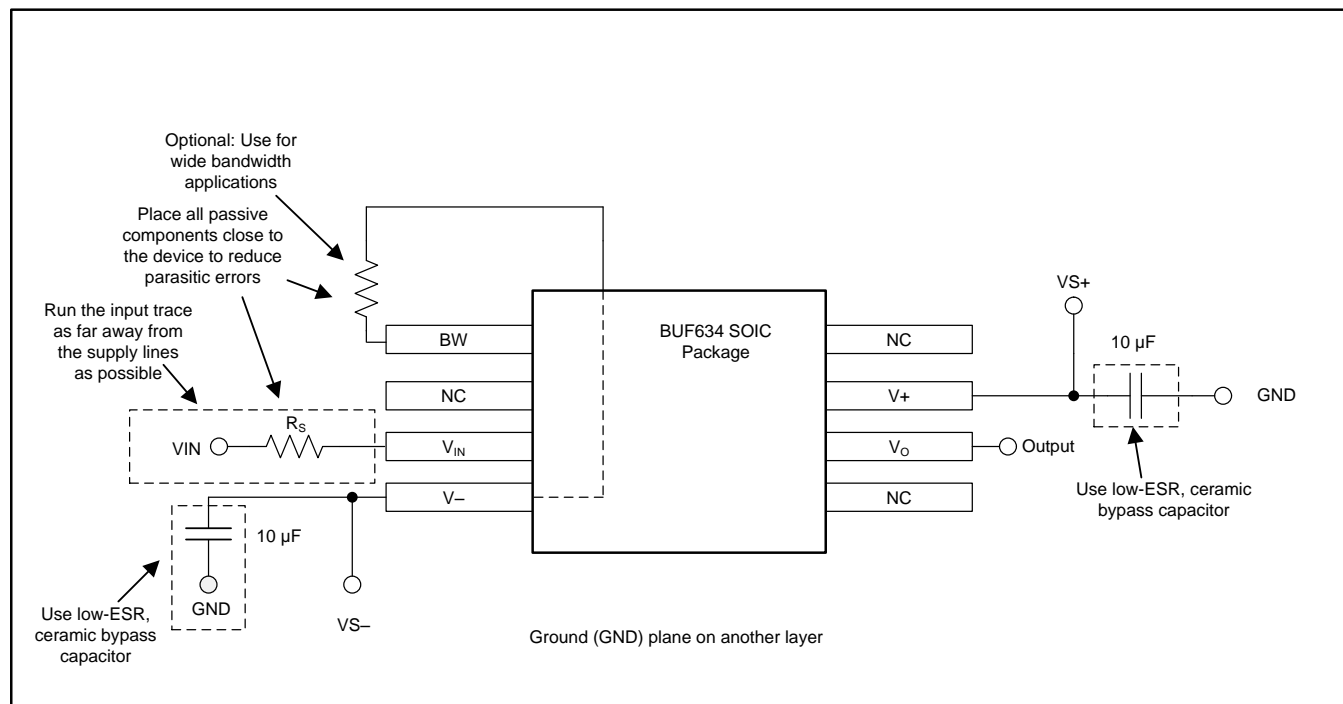 Optional: Use for
wide bandwidth
applications
Place all passive
components close to
the device to reduce
parasitic errors
Run the input trace
as far away from
the supply lines
as possible
BUF634 SOIC
Package
VS+
BW
NC
10 µF
NC
V+
GND
RS
VIN
VIN
VO
Output
V–
NC
Use low-ESR, ceramic
bypass capacitor
10 µF
GND
Use low-ESR,
ceramic bypass
capacitor
VS–
Ground (GND) plane on another layer